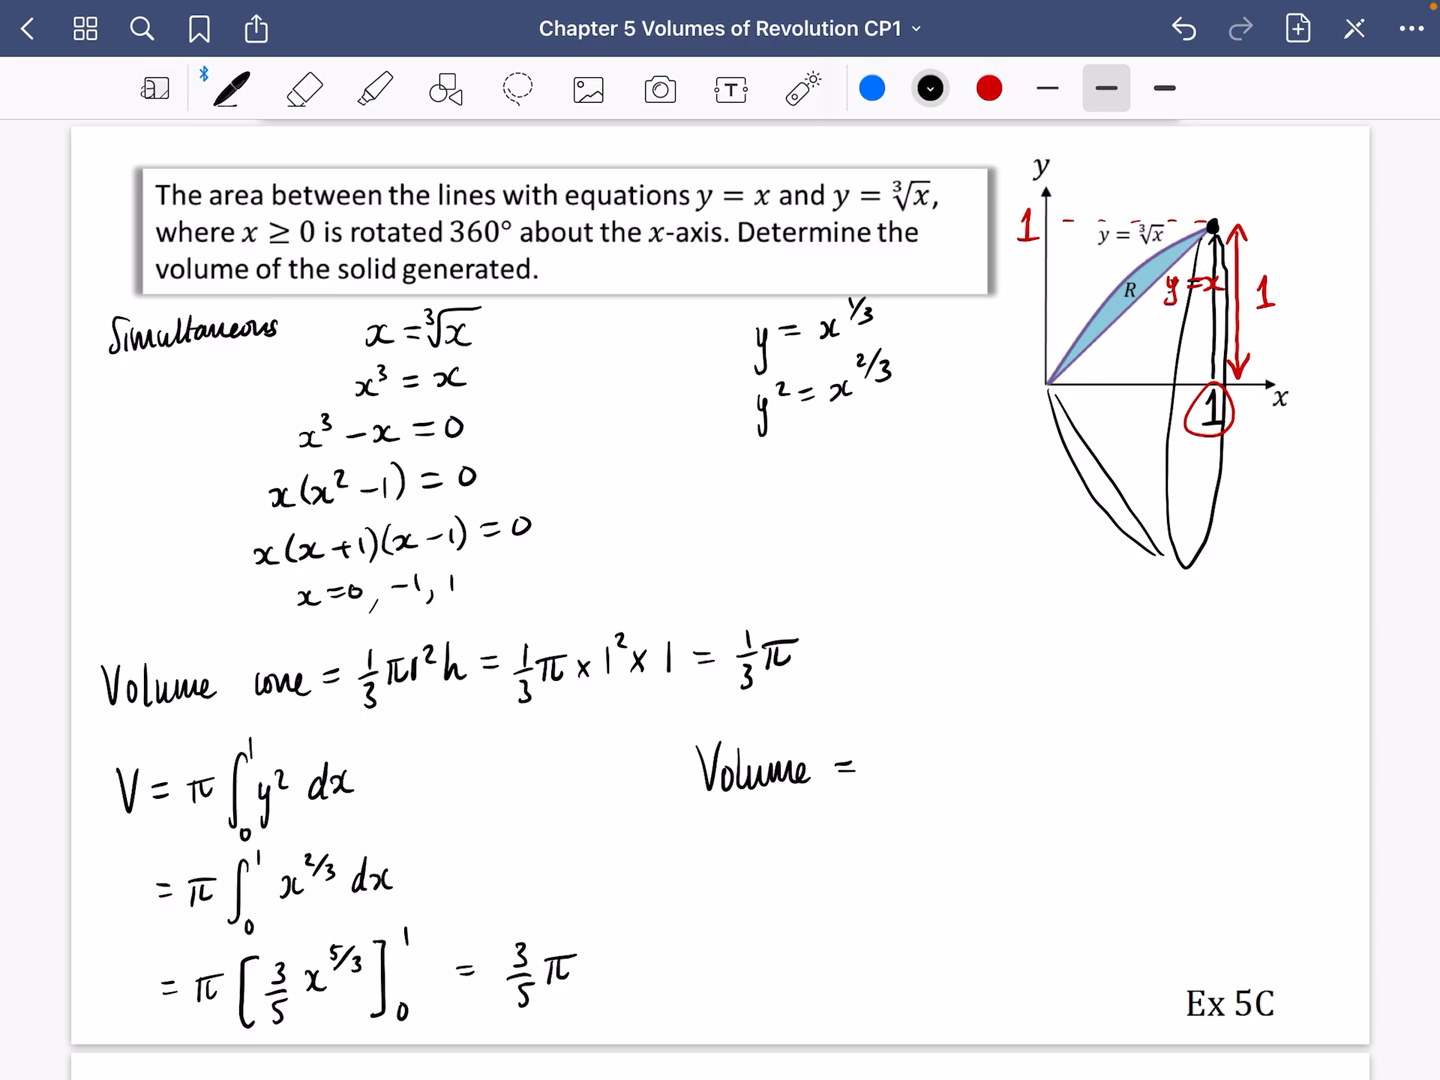 Chapter 5 Volumes of Revolution CP1
T
The area between the lines with equations y = x and y = ∛x,
where x ≥ 0 is rotated 360° about the x-axis. Determine the
volume of the solid generated.
y
1
y = ∛x
R
y = x
1
x
1
Simultaneous x = ∛x
x³ = x
x³ − x = 0
x(x² − 1) = 0
x(x + 1)(x − 1) = 0
x = 0, −1, 1
y = x^{1/3}
y² = x^{2/3}
Volume cone = 1/3 πr²h = 1/3 π × 1² × 1 = 1/3 π
V = π ∫₀¹ y² dx
= π ∫₀¹ x^{2/3} dx
= π [3/5 x^{5/3}]₀¹ = 3/5 π
Volume =
Ex 5C